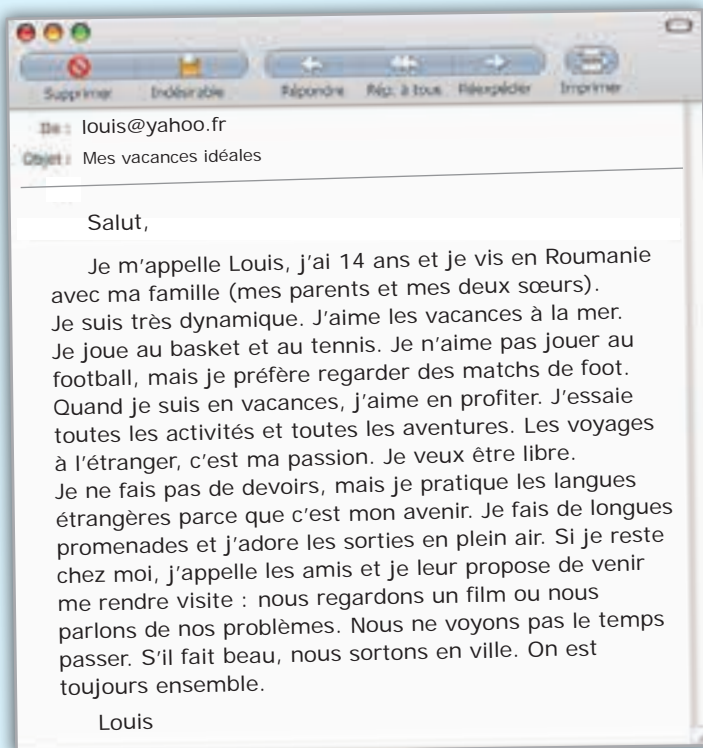 Supprimer Indésirable Répondre Rép. à tous Réexpédier Imprimer
De : louis@yahoo.fr
Objet : Mes vacances idéales
Salut,
Je m'appelle Louis, j'ai 14 ans et je vis en Roumanie
avec ma famille (mes parents et mes deux sœurs).
Je suis très dynamique. J'aime les vacances à la mer.
Je joue au basket et au tennis. Je n'aime pas jouer au
football, mais je préfère regarder des matchs de foot.
Quand je suis en vacances, j'aime en profiter. J'essaie
toutes les activités et toutes les aventures. Les voyages
à l'étranger, c'est ma passion. Je veux être libre.
Je ne fais pas de devoirs, mais je pratique les langues
étrangères parce que c'est mon avenir. Je fais de longues
promenades et j'adore les sorties en plein air. Si je reste
chez moi, j'appelle les amis et je leur propose de venir
me rendre visite : nous regardons un film ou nous
parlons de nos problèmes. Nous ne voyons pas le temps
passer. S'il fait beau, nous sortons en ville. On est
toujours ensemble.
Louis